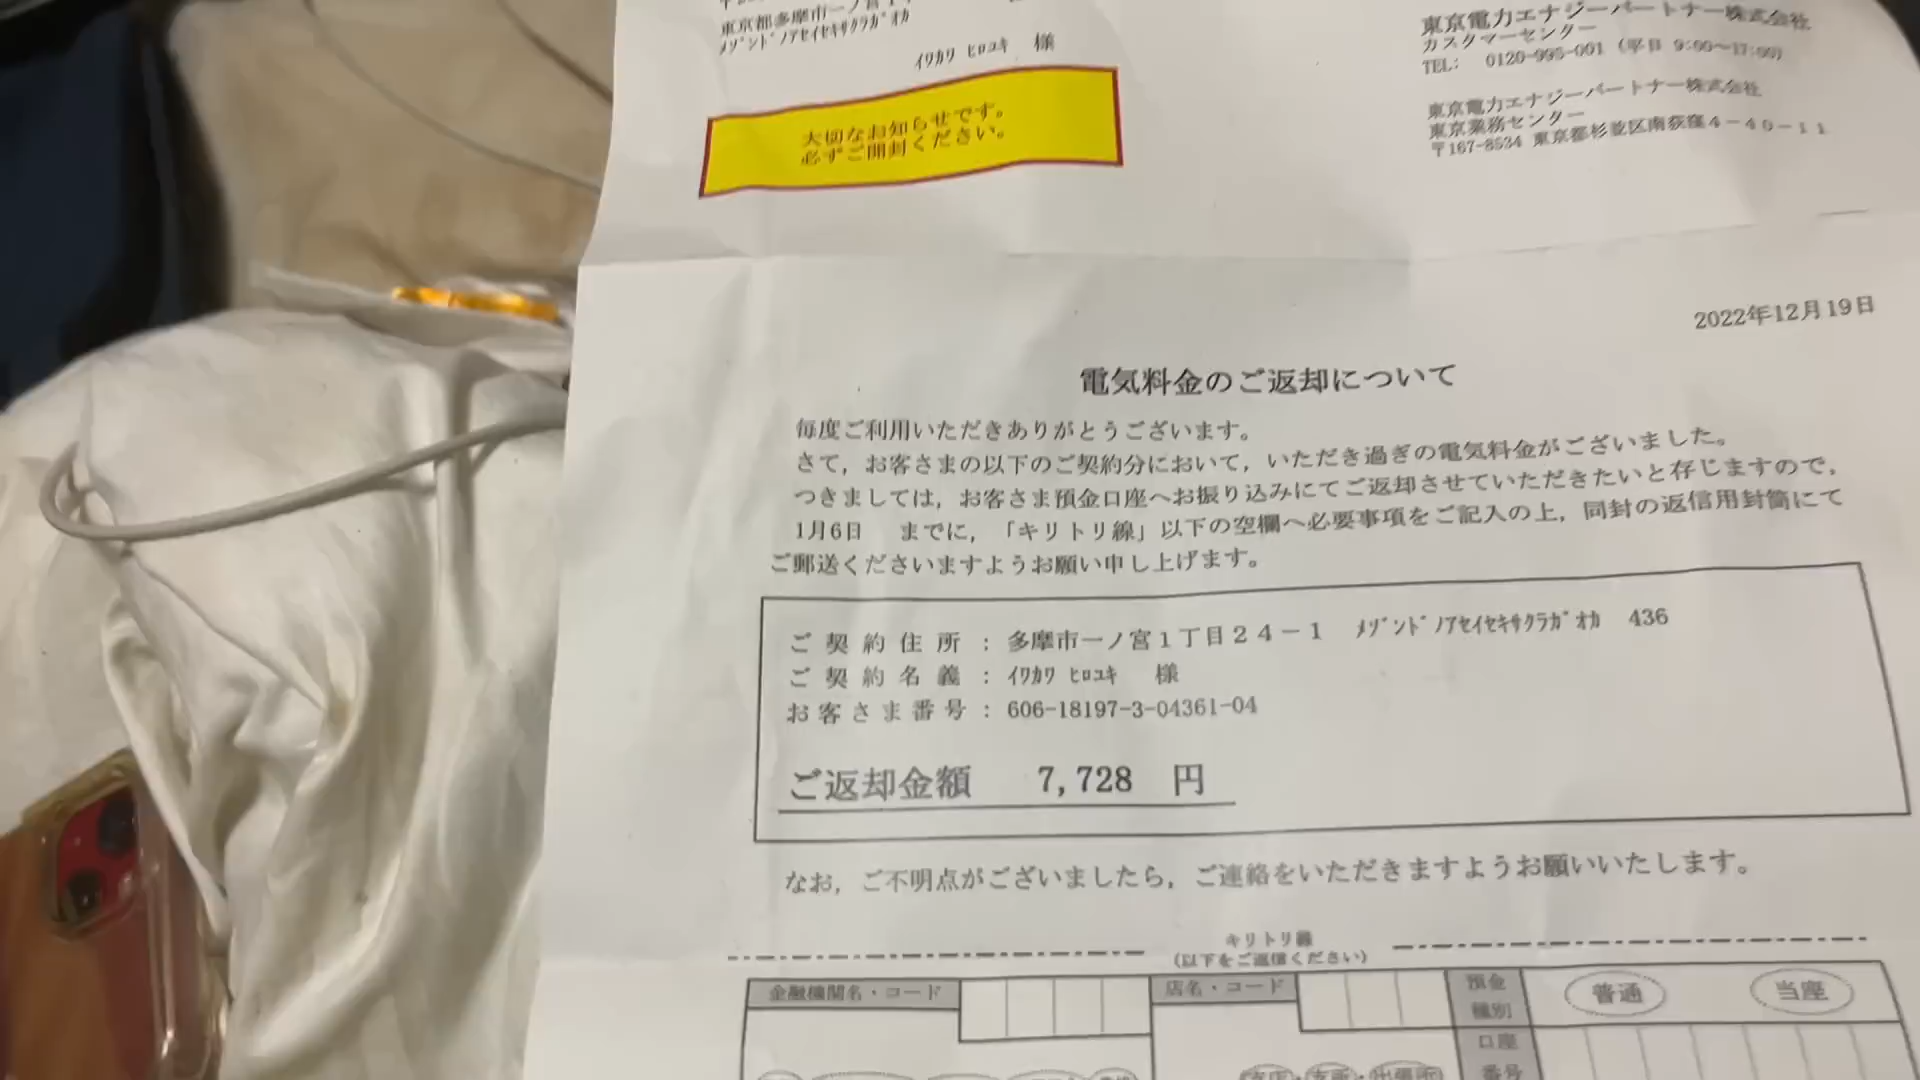 東京都多摩市一ノ宮１丁
ﾒｿﾞﾝﾄﾞﾉｱｾｲｾｷｻｸﾗｶﾞｵｶ
ｲﾜｶﾜ ﾋﾛﾕｷ 様
大切なお知らせです。
必ずご開封ください。
東京電力エナジーパートナー株式会社
カスタマーセンター
TEL: 0120-995-001 (平日 9:00～17:00)
東京電力エナジーパートナー株式会社
東京業務センター
〒167-8534 東京都杉並区南荻窪４－４０－１１
2022年12月19日
電気料金のご返却について
毎度ご利用いただきありがとうございます。
さて，お客さまの以下のご契約分において，いただき過ぎの電気料金がございました。
つきましては，お客さま預金口座へお振り込みにてご返却させていただきたいと存じますので，
1月6日 までに，「キリトリ線」以下の空欄へ必要事項をご記入の上，同封の返信用封筒にて
ご郵送くださいますようお願い申し上げます。
ご契約住所：多摩市一ノ宮１丁目２４－１ ﾒｿﾞﾝﾄﾞﾉｱｾｲｾｷｻｸﾗｶﾞｵｶ 436
ご契約名義：ｲﾜｶﾜ ﾋﾛﾕｷ 様
お客さま番号：606-18197-3-04361-04
ご返却金額 7,728 円
なお，ご不明点がございましたら，ご連絡をいただきますようお願いいたします。
キリトリ線
(以下をご返信ください)
金融機関名・コード 店名・コード 預金種別 普通 当座
口座番号
支店・支所・出張所